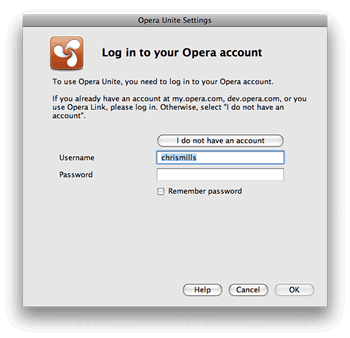 Opera Unite Settings
Log in to your Opera account
To use Opera Unite, you need to log in to your Opera account.
If you already have an account at my.opera.com, dev.opera.com, or you
use Opera Link, please log in. Otherwise, select "I do not have an
account".
I do not have an account
Username chrismills
Password
Remember password
Help Cancel OK